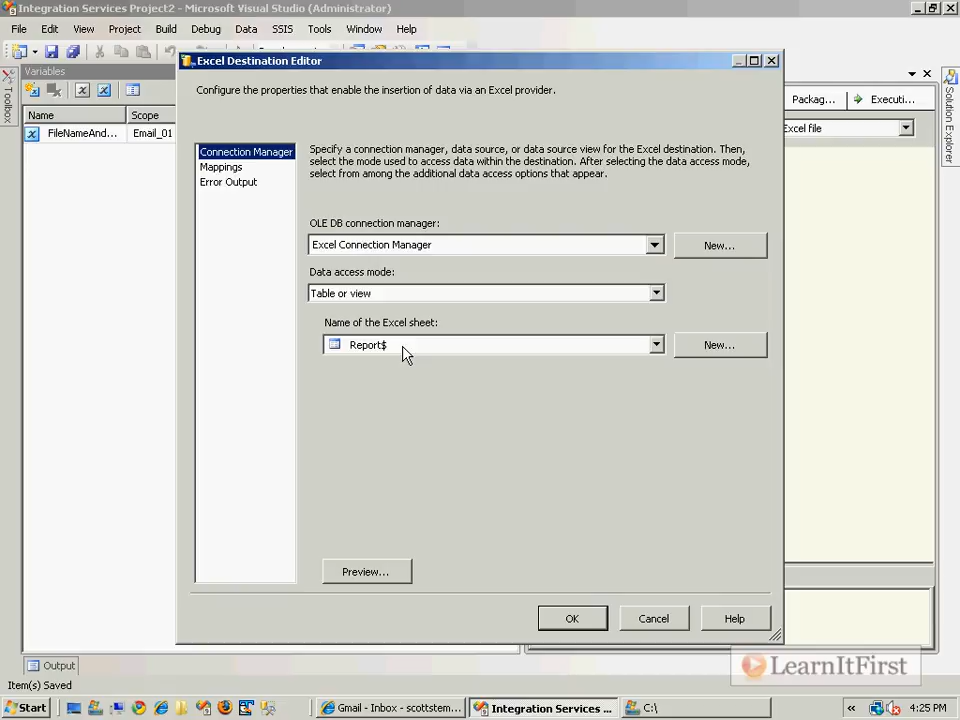 Integration Services Project2 - Microsoft Visual Studio (Administrator)
File Edit View Project Build Debug Data SSIS Tools Window Help
Variables
Name Scope
FileNameAnd... Email_01
Toolbox
Excel Destination Editor
Configure the properties that enable the insertion of data via an Excel provider.
Connection Manager
Mappings
Error Output
Specify a connection manager, data source, or data source view for the Excel destination. Then,
select the mode used to access data within the destination. After selecting the data access mode,
select from among the additional data access options that appear.
OLE DB connection manager:
Excel Connection Manager New...
Data access mode:
Table or view
Name of the Excel sheet:
Report$ New...
Preview...
OK Cancel Help
Packag... Executi...
Excel file
Solution Explorer
Output
Item(s) Saved
LearnItFirst
Start Gmail - Inbox - scottstem... Integration Services ... C:\ « 4:25 PM